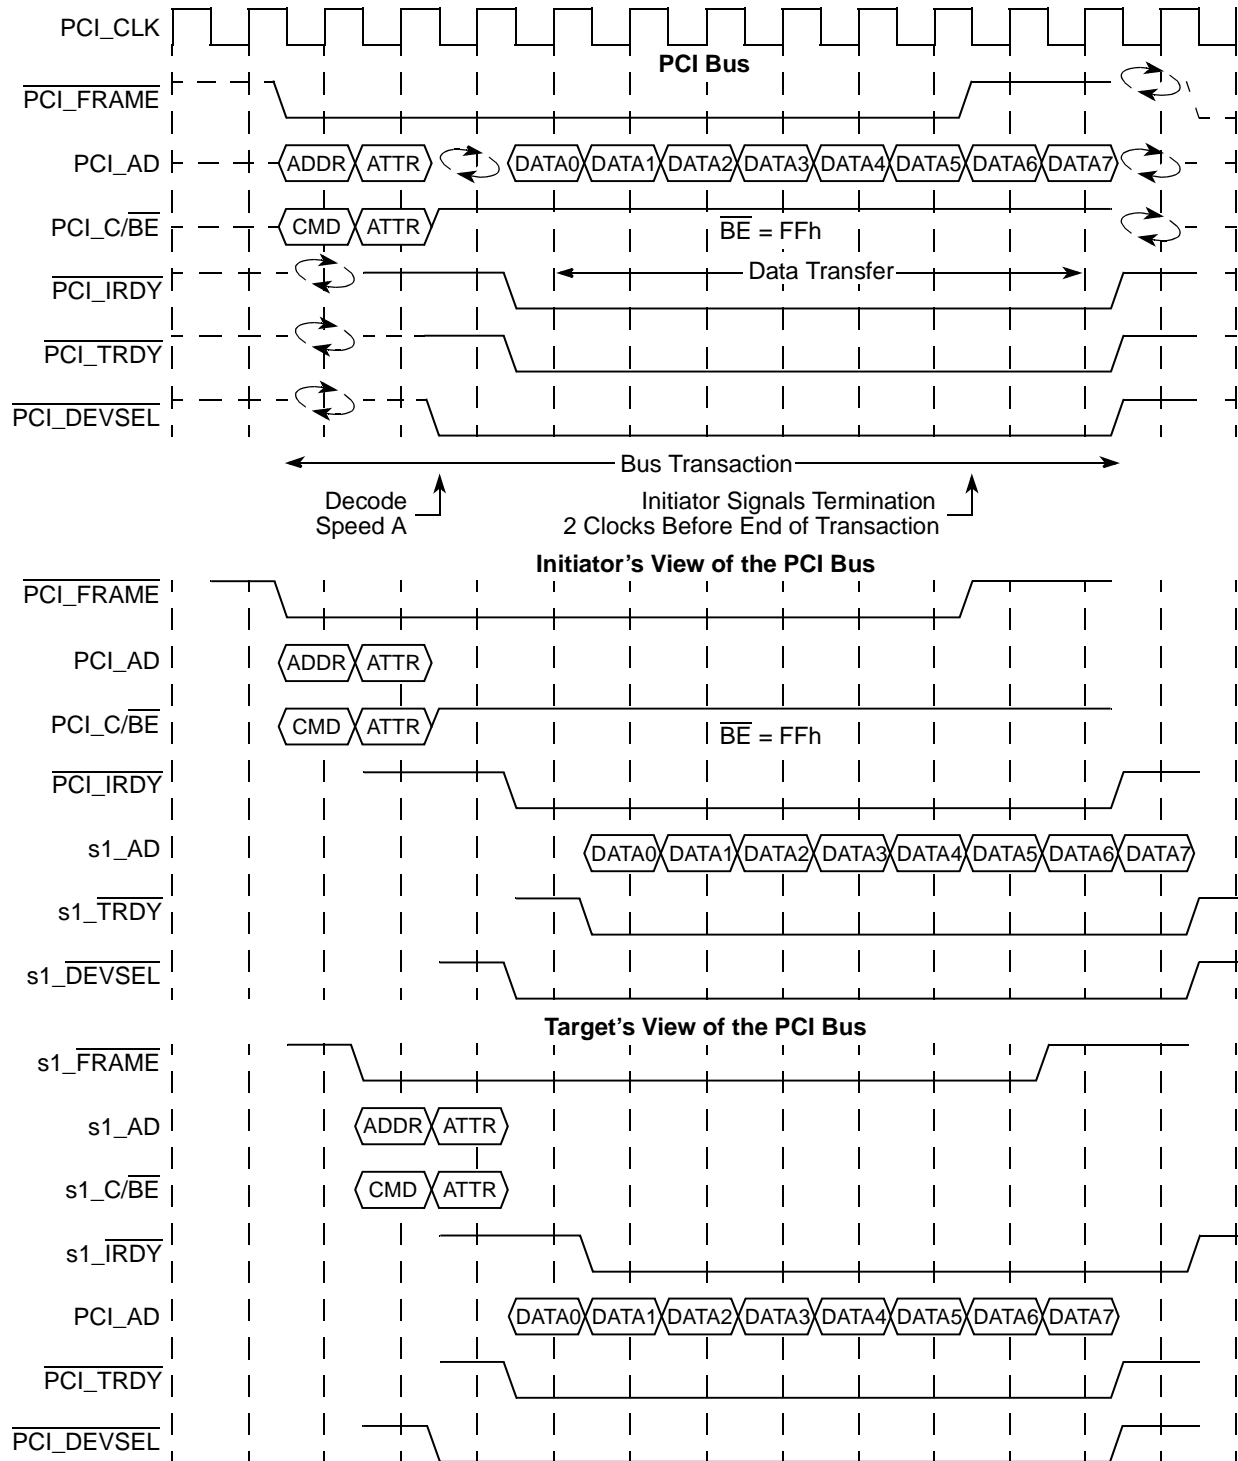 PCI_CLK
PCI Bus
PCI_FRAME
PCI_AD ADDR ATTR DATA0 DATA1 DATA2 DATA3 DATA4 DATA5 DATA6 DATA7
PCI_C/BE CMD ATTR BE = FFh
PCI_IRDY Data Transfer
PCI_TRDY
PCI_DEVSEL
Bus Transaction
Decode Speed A
Initiator Signals Termination
2 Clocks Before End of Transaction
Initiator’s View of the PCI Bus
PCI_FRAME
PCI_AD ADDR ATTR
PCI_C/BE CMD ATTR BE = FFh
PCI_IRDY
s1_AD DATA0 DATA1 DATA2 DATA3 DATA4 DATA5 DATA6 DATA7
s1_TRDY
s1_DEVSEL
Target’s View of the PCI Bus
s1_FRAME
s1_AD ADDR ATTR
s1_C/BE CMD ATTR
s1_IRDY
PCI_AD DATA0 DATA1 DATA2 DATA3 DATA4 DATA5 DATA6 DATA7
PCI_TRDY
PCI_DEVSEL